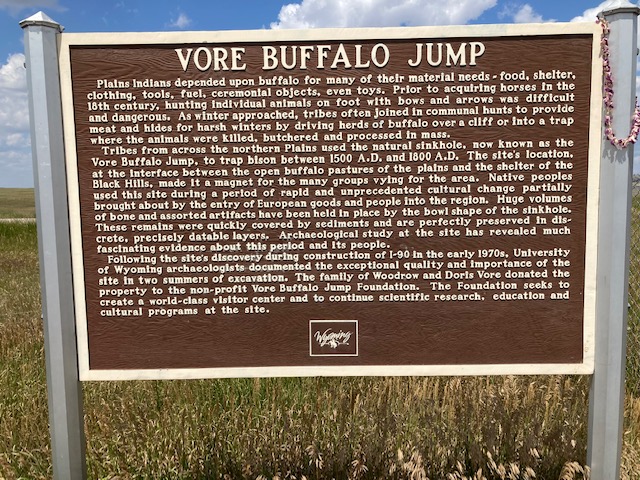 VORE BUFFALO JUMP
Plains Indians depended upon buffalo for many of their material needs - food, shelter,
clothing, tools, fuel, ceremonial objects, even toys. Prior to acquiring horses in the
18th century, hunting individual animals on foot with bows and arrows was difficult
and dangerous. As winter approached, tribes often joined in communal hunts to provide
meat and hides for harsh winters by driving herds of buffalo over a cliff or into a trap
where the animals were killed, butchered and processed in mass.
Tribes from across the northern Plains used the natural sinkhole, now known as the
Vore Buffalo Jump, to trap bison between 1500 A.D. and 1800 A.D. The site's location,
at the interface between the open buffalo pastures of the plains and the shelter of the
Black Hills, made it a magnet for the many groups vying for the area. Native peoples
used this site during a period of rapid and unprecedented cultural change partially
brought about by the entry of European goods and people into the region. Huge volumes
of bone and assorted artifacts have been held in place by the bowl shape of the sinkhole.
These remains were quickly covered by sediments and are perfectly preserved in dis-
crete, precisely datable layers. Archaeological study at the site has revealed much
fascinating evidence about this period and its people.
Following the site's discovery during construction of I-90 in the early 1970s, University
of Wyoming archaeologists documented the exceptional quality and importance of the
site in two summers of excavation. The family of Woodrow and Doris Vore donated the
property to the non-profit Vore Buffalo Jump Foundation. The Foundation seeks to
create a world-class visitor center and to continue scientific research, education and
cultural programs at the site.
Wyoming